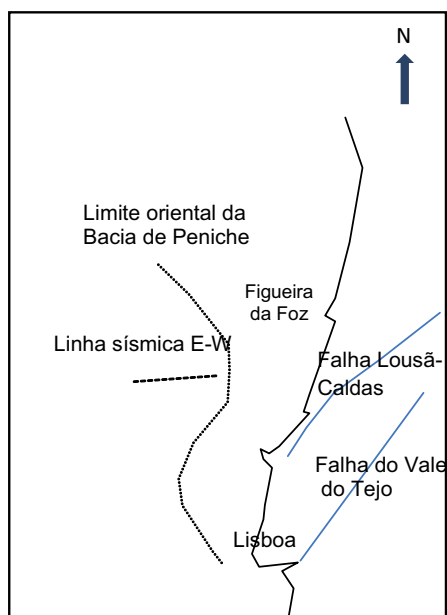 N
Limite oriental da
Bacia de Peniche
Figueira
da Foz
Linha sísmica E-W
Falha Lousã-
Caldas
Falha do Vale
do Tejo
Lisboa